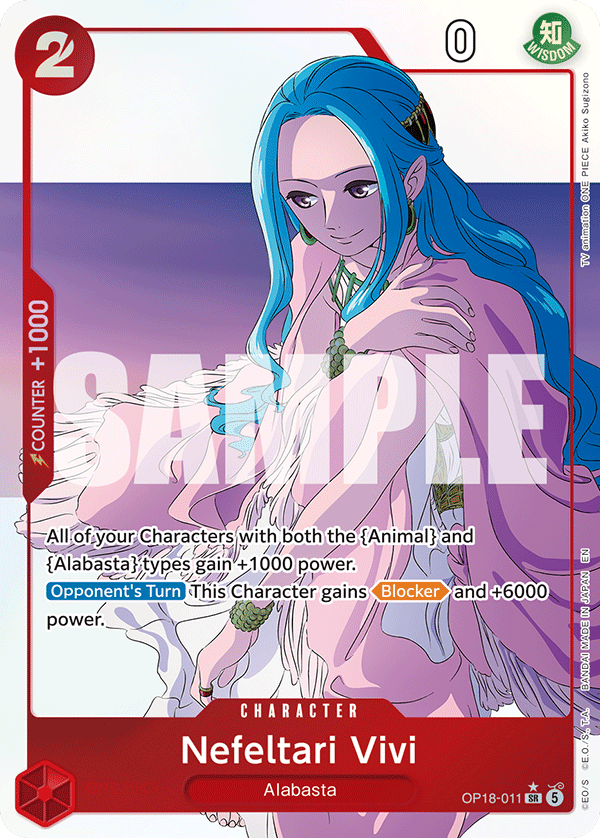 2
0
知
WISDOM
TV animation ONE PIECE Akiko Sugizono
COUNTER +1000
SAMPLE
All of your Characters with both the {Animal} and
{Alabasta} types gain +1000 power.
Opponent's Turn This Character gains Blocker and +6000
power.
©E.O./S., T.A. BANDAI MADE IN JAPAN EN
©EO/S
CHARACTER
Nefeltari Vivi
Alabasta
OP18-011 SR 5